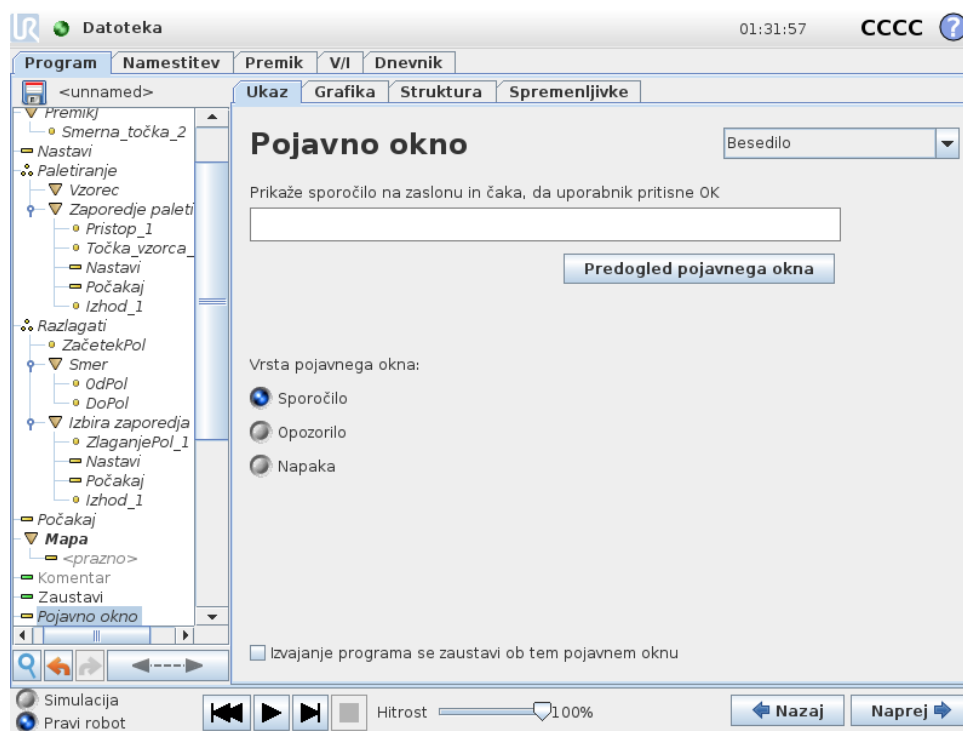 Datoteka
01:31:57
CCCC
?
Program
Namestitev
Premik
V/I
Dnevnik
<unnamed>
Ukaz
Grafika
Struktura
Spremenljivke
PremikJ
Smerna_točka_2
Nastavi
Paletiranje
Vzorec
Zaporedje paleti
Pristop_1
Točka_vzorca_
Nastavi
Počakaj
Izhod_1
Razlagati
ZačetekPol
Smer
OdPol
DoPol
Izbira zaporedja
ZlaganjePol_1
Nastavi
Počakaj
Izhod_1
Počakaj
Mapa
<prazno>
Komentar
Zaustavi
Pojavno okno
Pojavno okno
Besedilo
Prikaže sporočilo na zaslonu in čaka, da uporabnik pritisne OK
Predogled pojavnega okna
Vrsta pojavnega okna:
Sporočilo
Opozorilo
Napaka
Izvajanje programa se zaustavi ob tem pojavnem oknu
Simulacija
Pravi robot
Hitrost
100%
Nazaj
Naprej